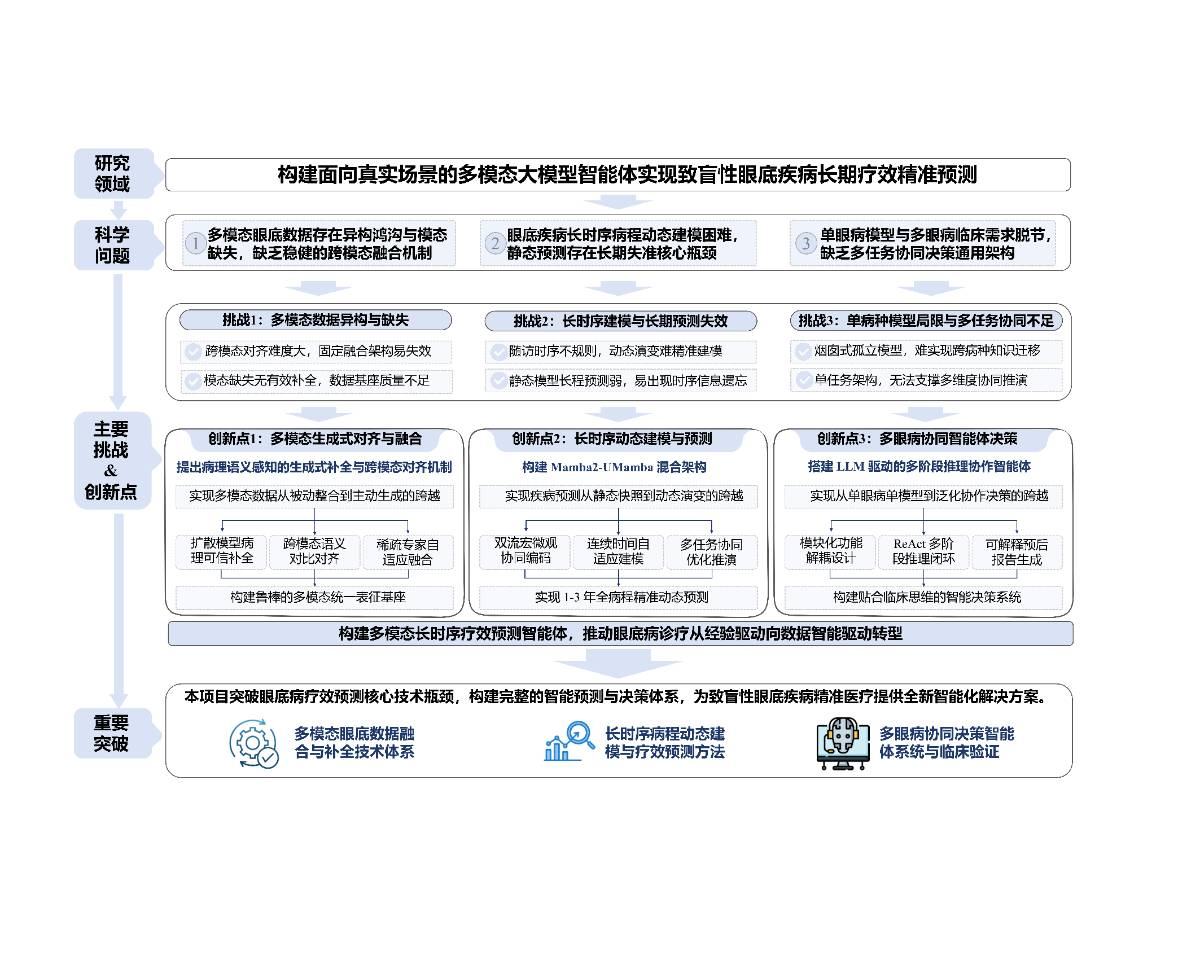 研究
领域
构建面向真实场景的多模态大模型智能体实现致盲性眼底疾病长期疗效精准预测
科学
问题
1
多模态眼底数据存在异构鸿沟与模态
缺失，缺乏稳健的跨模态融合机制
2
眼底疾病长时序病程动态建模困难，
静态预测存在长期失准核心瓶颈
3
单眼病模型与多眼病临床需求脱节，
缺乏多任务协同决策通用架构
主要
挑战
&
创新点
挑战1：多模态数据异构与缺失
跨模态对齐难度大，固定融合架构易失效
模态缺失无有效补全，数据基座质量不足
挑战2：长时序建模与长期预测失效
随访时序不规则，动态演变难精准建模
静态模型长程预测弱，易出现时序信息遗忘
挑战3：单病种模型局限与多任务协同不足
烟囱式孤立模型，难实现跨病种知识迁移
单任务架构，无法支撑多维度协同推演
创新点1：多模态生成式对齐与融合
提出病理语义感知的生成式补全与跨模态对齐机制
实现多模态数据从被动整合到主动生成的跨越
扩散模型病
理可信补全
跨模态语义
对比对齐
稀疏专家自
适应融合
构建鲁棒的多模态统一表征基座
创新点2：长时序动态建模与预测
构建 Mamba2-UMamba 混合架构
实现疾病预测从静态快照到动态演变的跨越
双流宏微观
协同编码
连续时间自
适应建模
多任务协同
优化推演
实现 1-3 年全病程精准动态预测
创新点3：多眼病协同智能体决策
搭建 LLM 驱动的多阶段推理协作智能体
实现从单眼病单模型到泛化协作决策的跨越
模块化功能
解耦设计
ReAct 多阶
段推理闭环
可解释预后
报告生成
构建贴合临床思维的智能决策系统
构建多模态长时序疗效预测智能体，推动眼底病诊疗从经验驱动向数据智能驱动转型
重要
突破
本项目突破眼底病疗效预测核心技术瓶颈，构建完整的智能预测与决策体系，为致盲性眼底疾病精准医疗提供全新智能化解决方案。
多模态眼底数据融
合与补全技术体系
长时序病程动态建
模与疗效预测方法
多眼病协同决策智能
体系统与临床验证